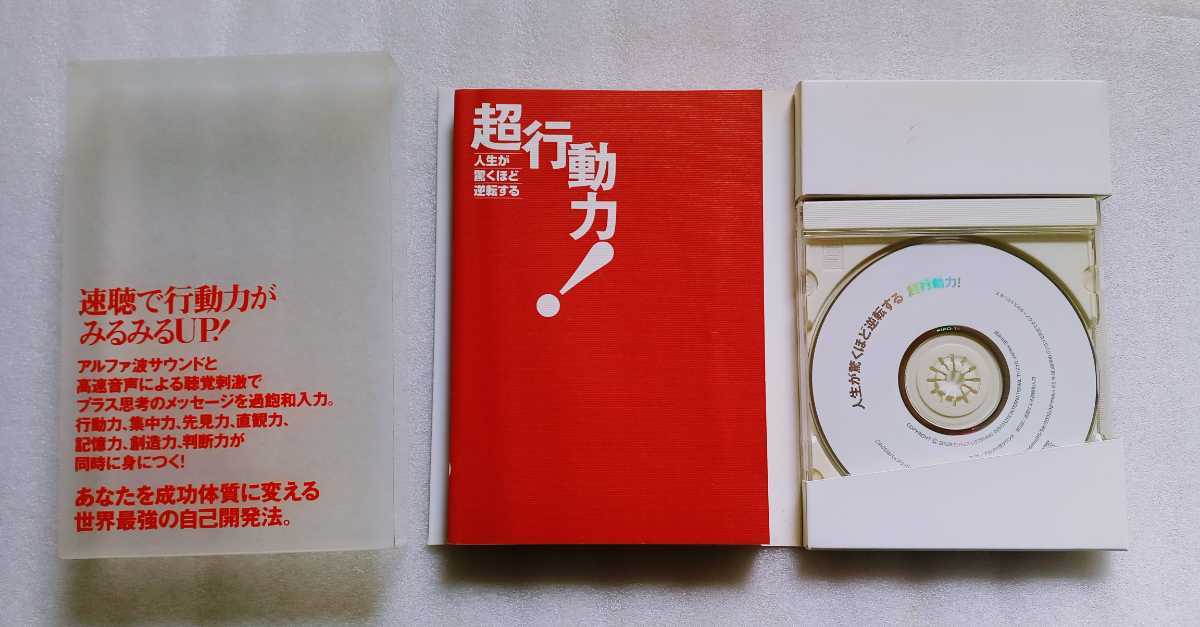 速聴で行動力が
みるみるUP!
アルファ波サウンドと
高速音声による聴覚刺激で
プラス思考のメッセージを過飽和入力。
行動力、集中力、先見力、直観力、
記憶力、創造力、判断力が
同時に身につく!
あなたを成功体質に変える
世界最強の自己開発法。
超行動力!
人生が
驚くほど
逆転する
人生が驚くほど逆転する 超行動力!